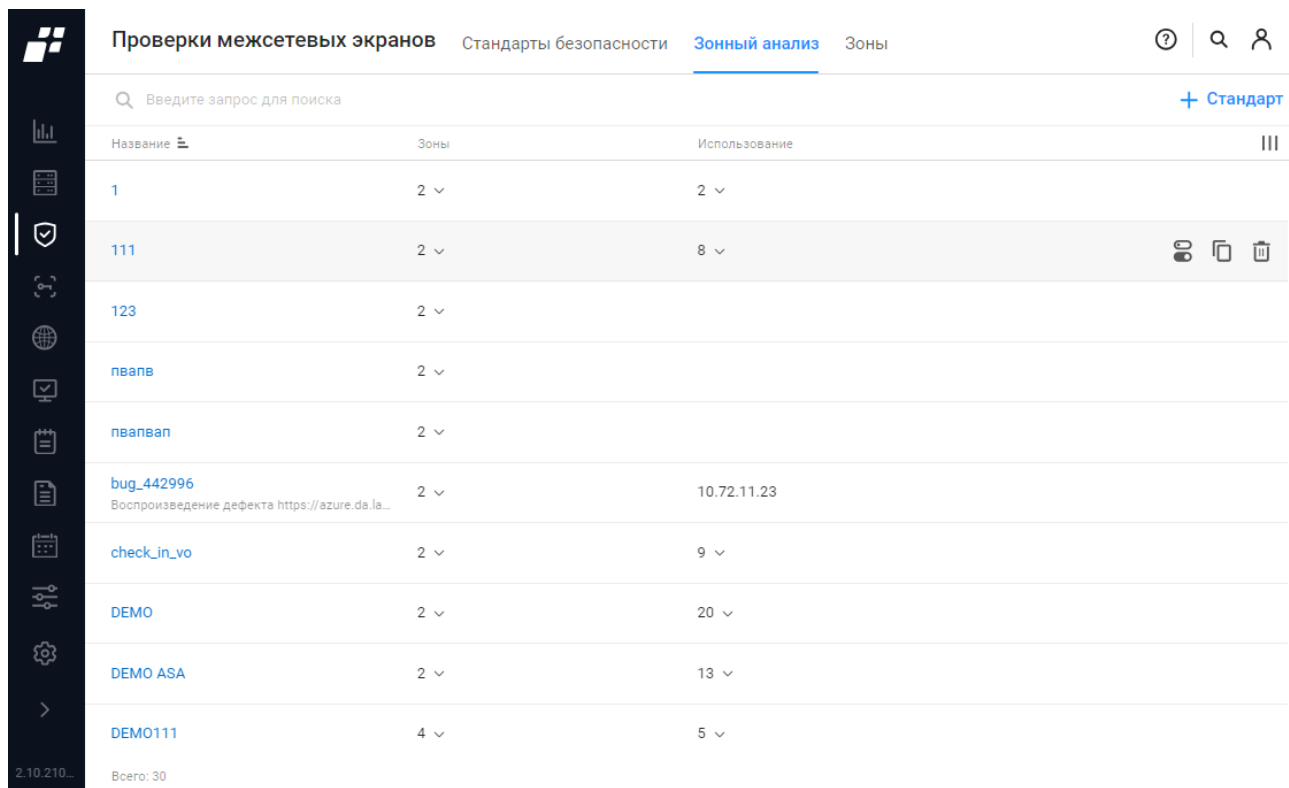 Проверки межсетевых экранов Стандарты безопасности Зонный анализ Зоны
Введите запрос для поиска + Стандарт
Название Зоны Использование
1 2 2
111 2 8
123 2
пвапв 2
пвапвап 2
bug_442996 2 10.72.11.23
Воспроизведение дефекта https://azure.da.la...
check_in_vo 2 9
DEMO 2 20
DEMO ASA 2 13
DEMO111 4 5
2.10.210... Всего: 30